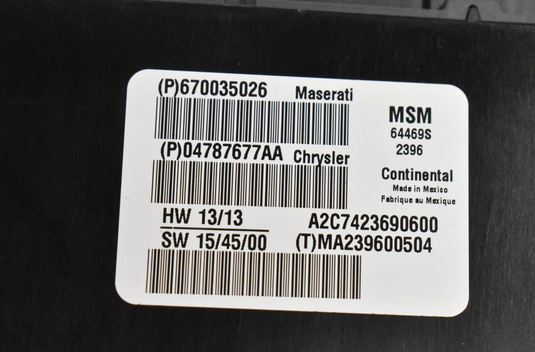 (P)670035026 Maserati
(P)04787677AA Chrysler
MSM
64469S
2396
Continental
Made in Mexico
Fabrique au Mexique
HW 13/13 A2C7423690600
SW 15/45/00 (T)MA239600504